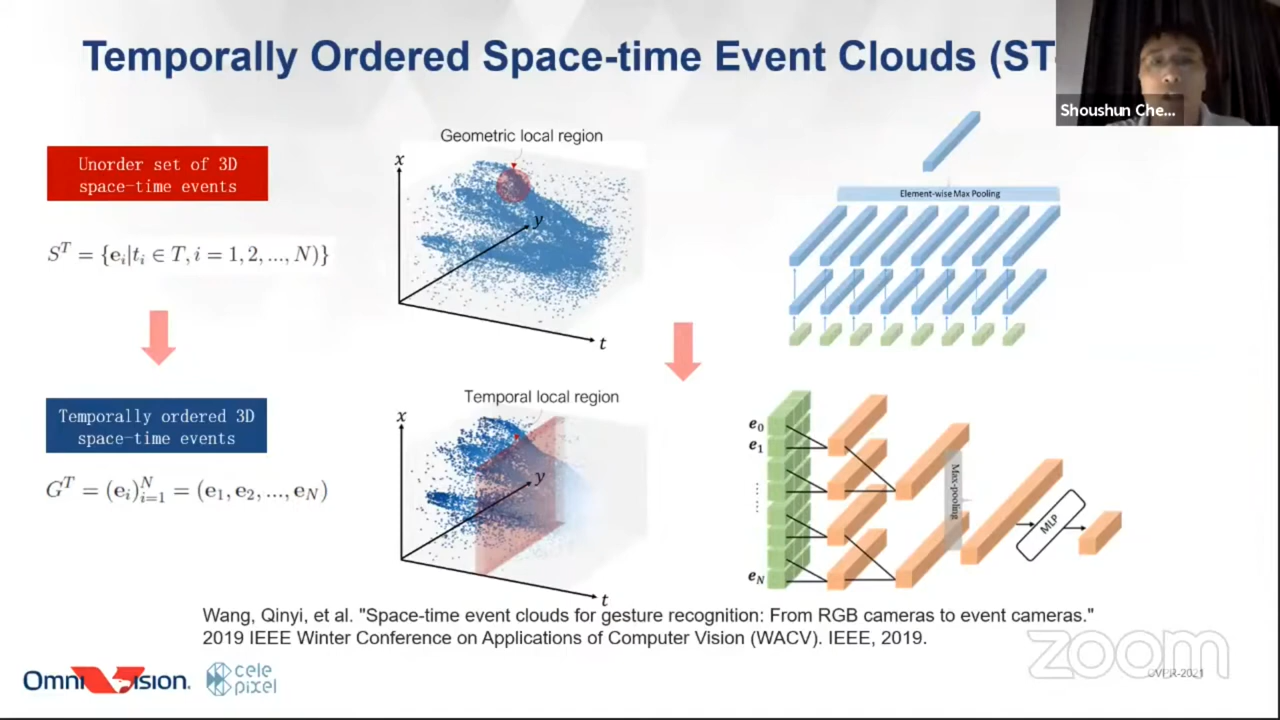 Temporally Ordered Space-time Event Clouds (ST
Shoushun Che...
Unorder set of 3D
space-time events
S^T = {e_i|t_i ∈ T, i = 1, 2, ..., N)}
Geometric local region
x
y
t
Element-wise Max Pooling
Temporally ordered 3D
space-time events
G^T = (e_i)_{i=1}^N = (e_1, e_2, ..., e_N)
Temporal local region
x
y
t
e_0
e_1
......
e_N
Max-pooling
MLP
Wang, Qinyi, et al. "Space-time event clouds for gesture recognition: From RGB cameras to event cameras."
2019 IEEE Winter Conference on Applications of Computer Vision (WACV). IEEE, 2019.
OmniVision.
cele
pixel
zoom
CVPR-2021